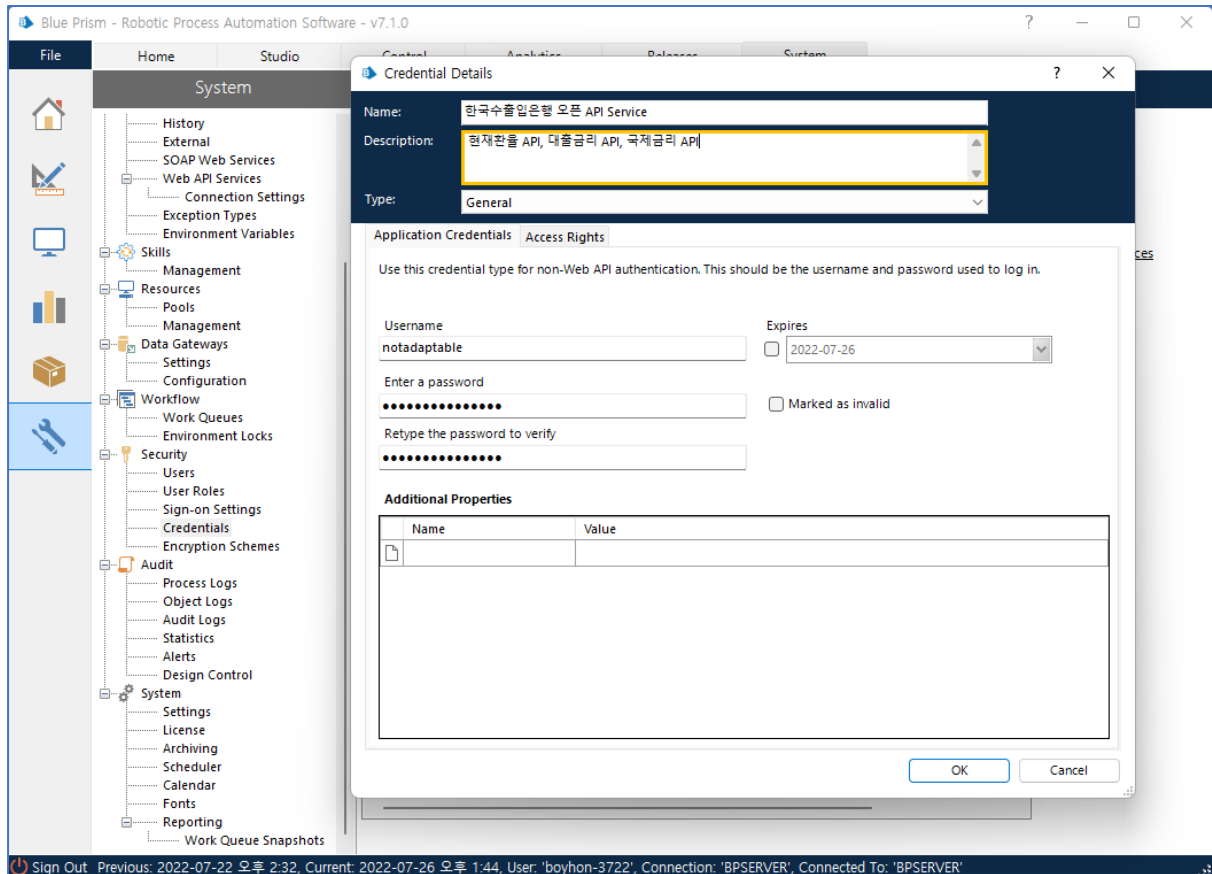 Blue Prism - Robotic Process Automation Software - v7.1.0
?
File
Home
Studio
Control
Analytics
Releases
System
System
History
External
SOAP Web Services
Web API Services
Connection Settings
Exception Types
Environment Variables
Skills
Management
Resources
Pools
Management
Data Gateways
Settings
Configuration
Workflow
Work Queues
Environment Locks
Security
Users
User Roles
Sign-on Settings
Credentials
Encryption Schemes
Audit
Process Logs
Object Logs
Audit Logs
Statistics
Alerts
Design Control
System
Settings
License
Archiving
Scheduler
Calendar
Fonts
Reporting
Work Queue Snapshots
Credential Details
?
Name:
한국수출입은행 오픈 API Service
Description:
현재환율 API, 대출금리 API, 국제금리 API
Type:
General
Application Credentials
Access Rights
Use this credential type for non-Web API authentication. This should be the username and password used to log in.
Username
Expires
notadaptable
2022-07-26
Enter a password
●●●●●●●●●●●●●●●
Marked as invalid
Retype the password to verify
●●●●●●●●●●●●●●●
Additional Properties
Name
Value
OK
Cancel
ces
Sign Out Previous: 2022-07-22 오후 2:32, Current: 2022-07-26 오후 1:44, User: 'boyhon-3722', Connection: 'BPSERVER', Connected To: 'BPSERVER'